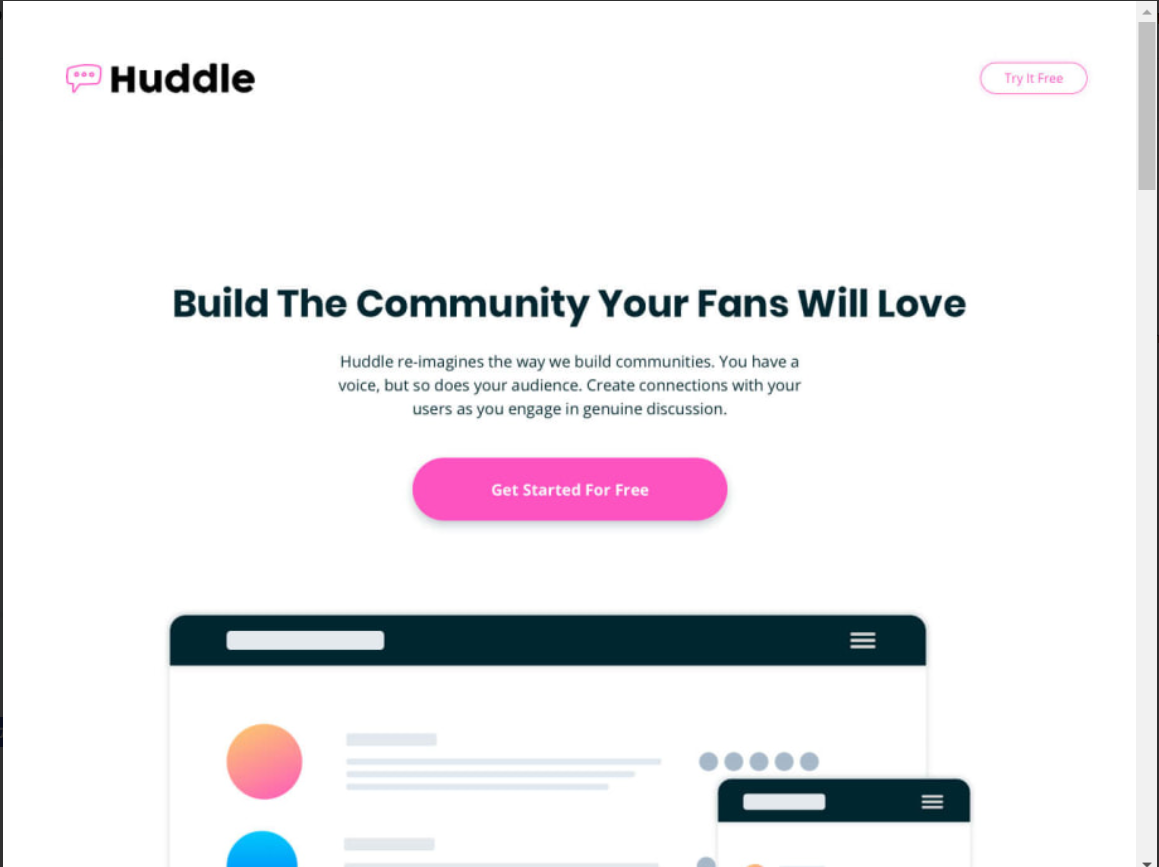 Huddle
Try It Free
Build The Community Your Fans Will Love
Huddle re-imagines the way we build communities. You have a
voice, but so does your audience. Create connections with your
users as you engage in genuine discussion.
Get Started For Free